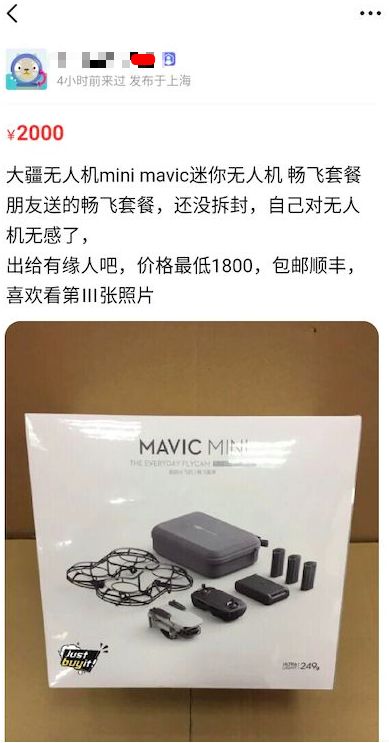 4小时前来过 发布于上海
¥2000
大疆无人机mini mavic迷你无人机 畅飞套餐
朋友送的畅飞套餐，还没拆封，自己对无人
机无感了，
出给有缘人吧，价格最低1800，包邮顺丰，
喜欢看第III张照片
MAVIC MINI
THE EVERYDAY FLYCAM
Just
buy it!
249g